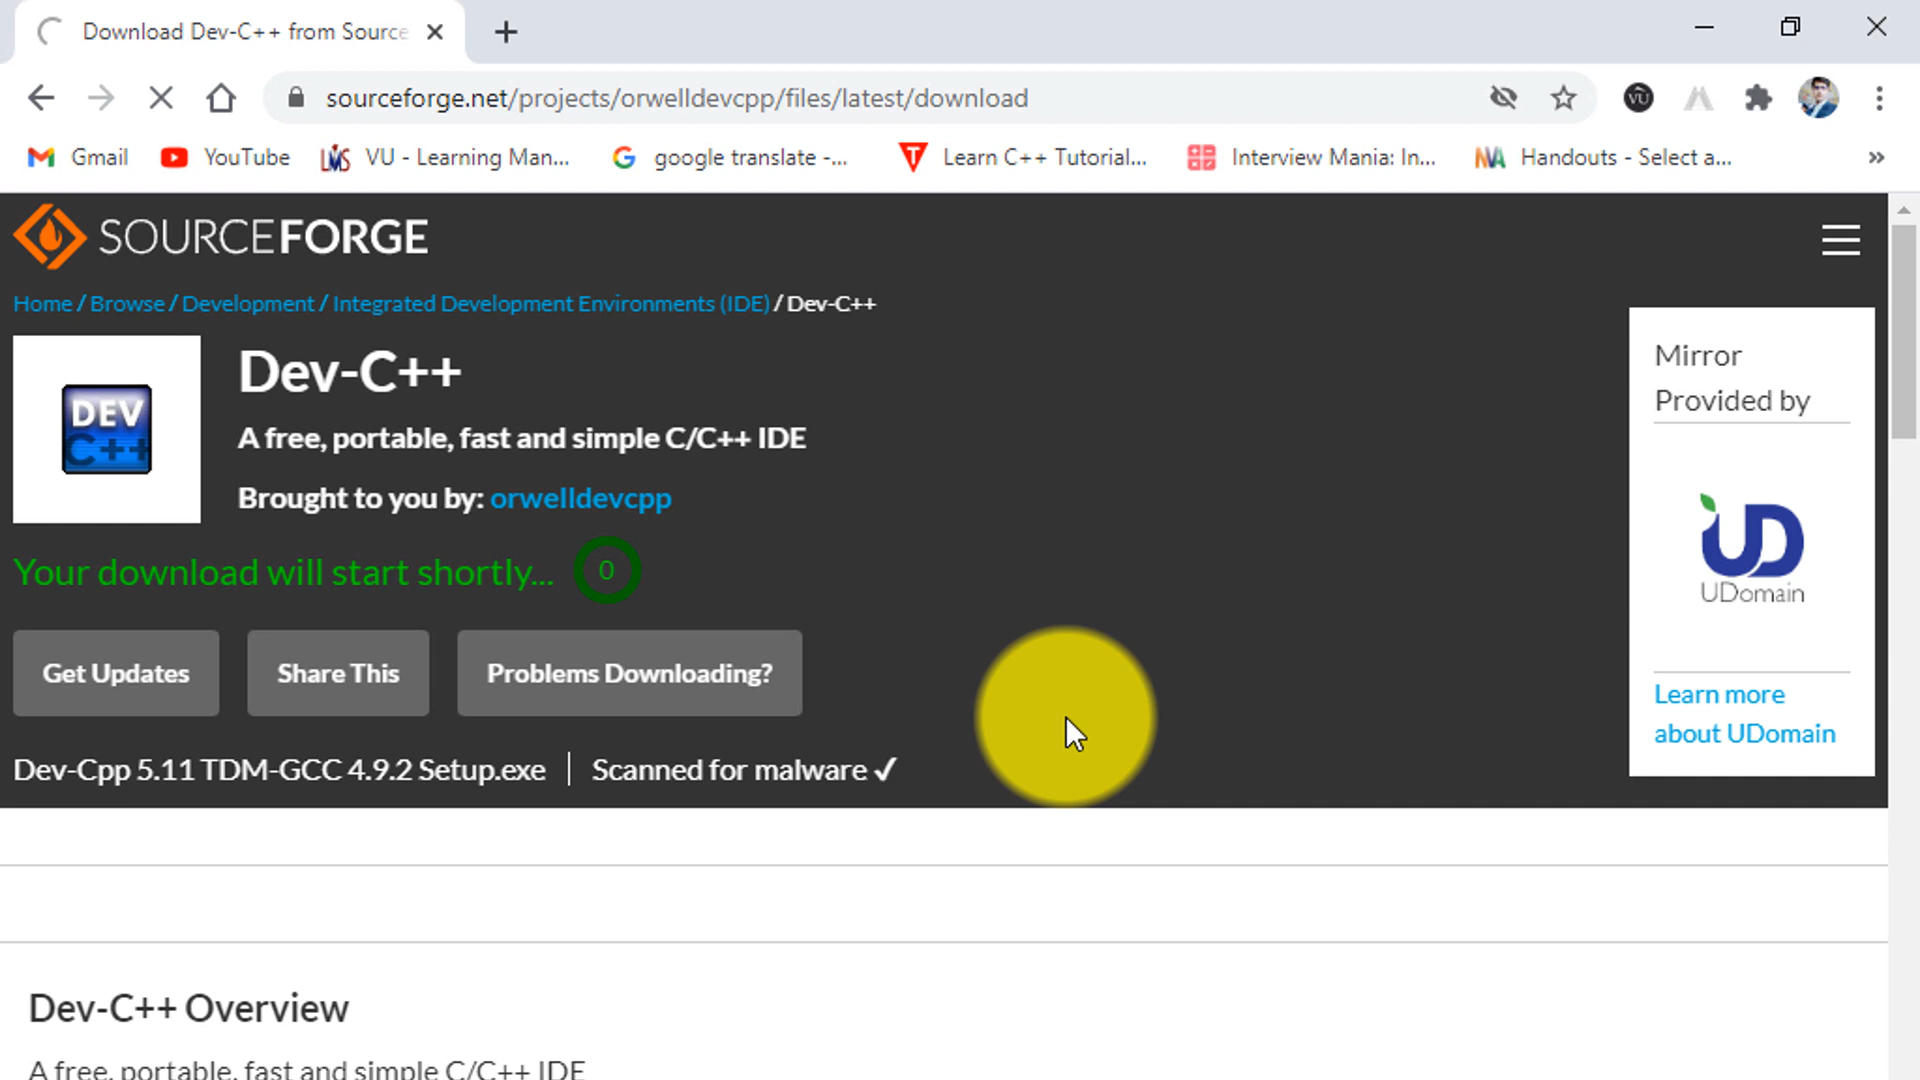 Download Dev-C++ from Source
sourceforge.net/projects/orwelldevcpp/files/latest/download
VU
Gmail
YouTube
LMS VU - Learning Man...
google translate -...
Learn C++ Tutorial...
Interview Mania: In...
Handouts - Select a...
»
SOURCEFORGE
Home / Browse / Development / Integrated Development Environments (IDE) / Dev-C++
DEV
C++
Dev-C++
A free, portable, fast and simple C/C++ IDE
Brought to you by: orwelldevcpp
Your download will start shortly... 0
Get Updates
Share This
Problems Downloading?
Dev-Cpp 5.11 TDM-GCC 4.9.2 Setup.exe | Scanned for malware ✓
Mirror
Provided by
UD
UDomain
Learn more
about UDomain
Dev-C++ Overview
A free, portable, fast and simple C/C++ IDE